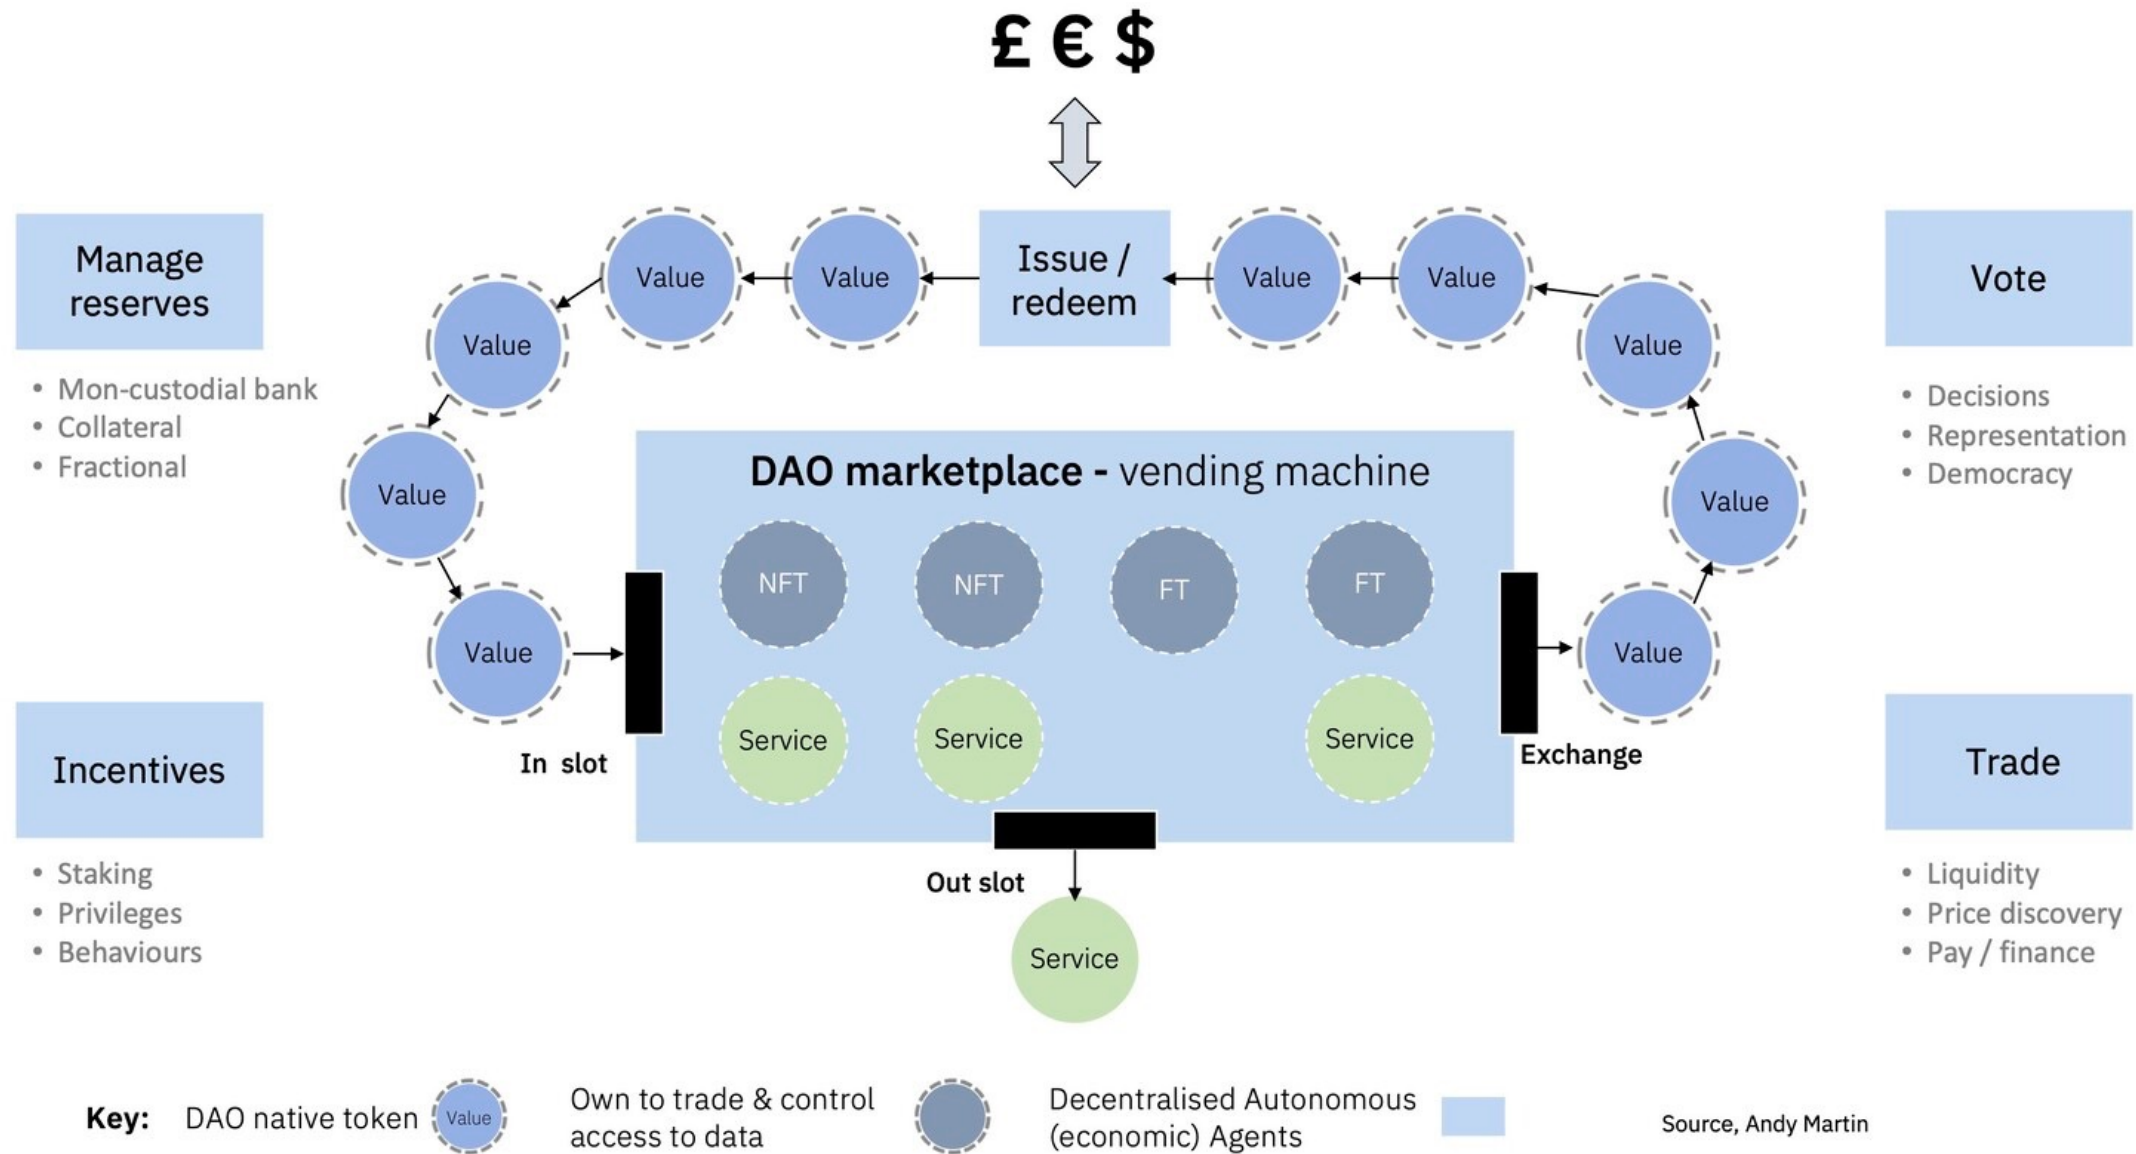 £ € $
Manage
reserves
• Mon-custodial bank
• Collateral
• Fractional
Incentives
• Staking
• Privileges
• Behaviours
Value
Value
Issue /
redeem
Value
Value
Value
Value
Value
Value
Value
Value
DAO marketplace - vending machine
NFT
NFT
FT
FT
Service
Service
Service
In slot
Exchange
Out slot
Service
Vote
• Decisions
• Representation
• Democracy
Trade
• Liquidity
• Price discovery
• Pay / finance
Key:
DAO native token
Value
Own to trade & control
access to data
Decentralised Autonomous
(economic) Agents
Source, Andy Martin